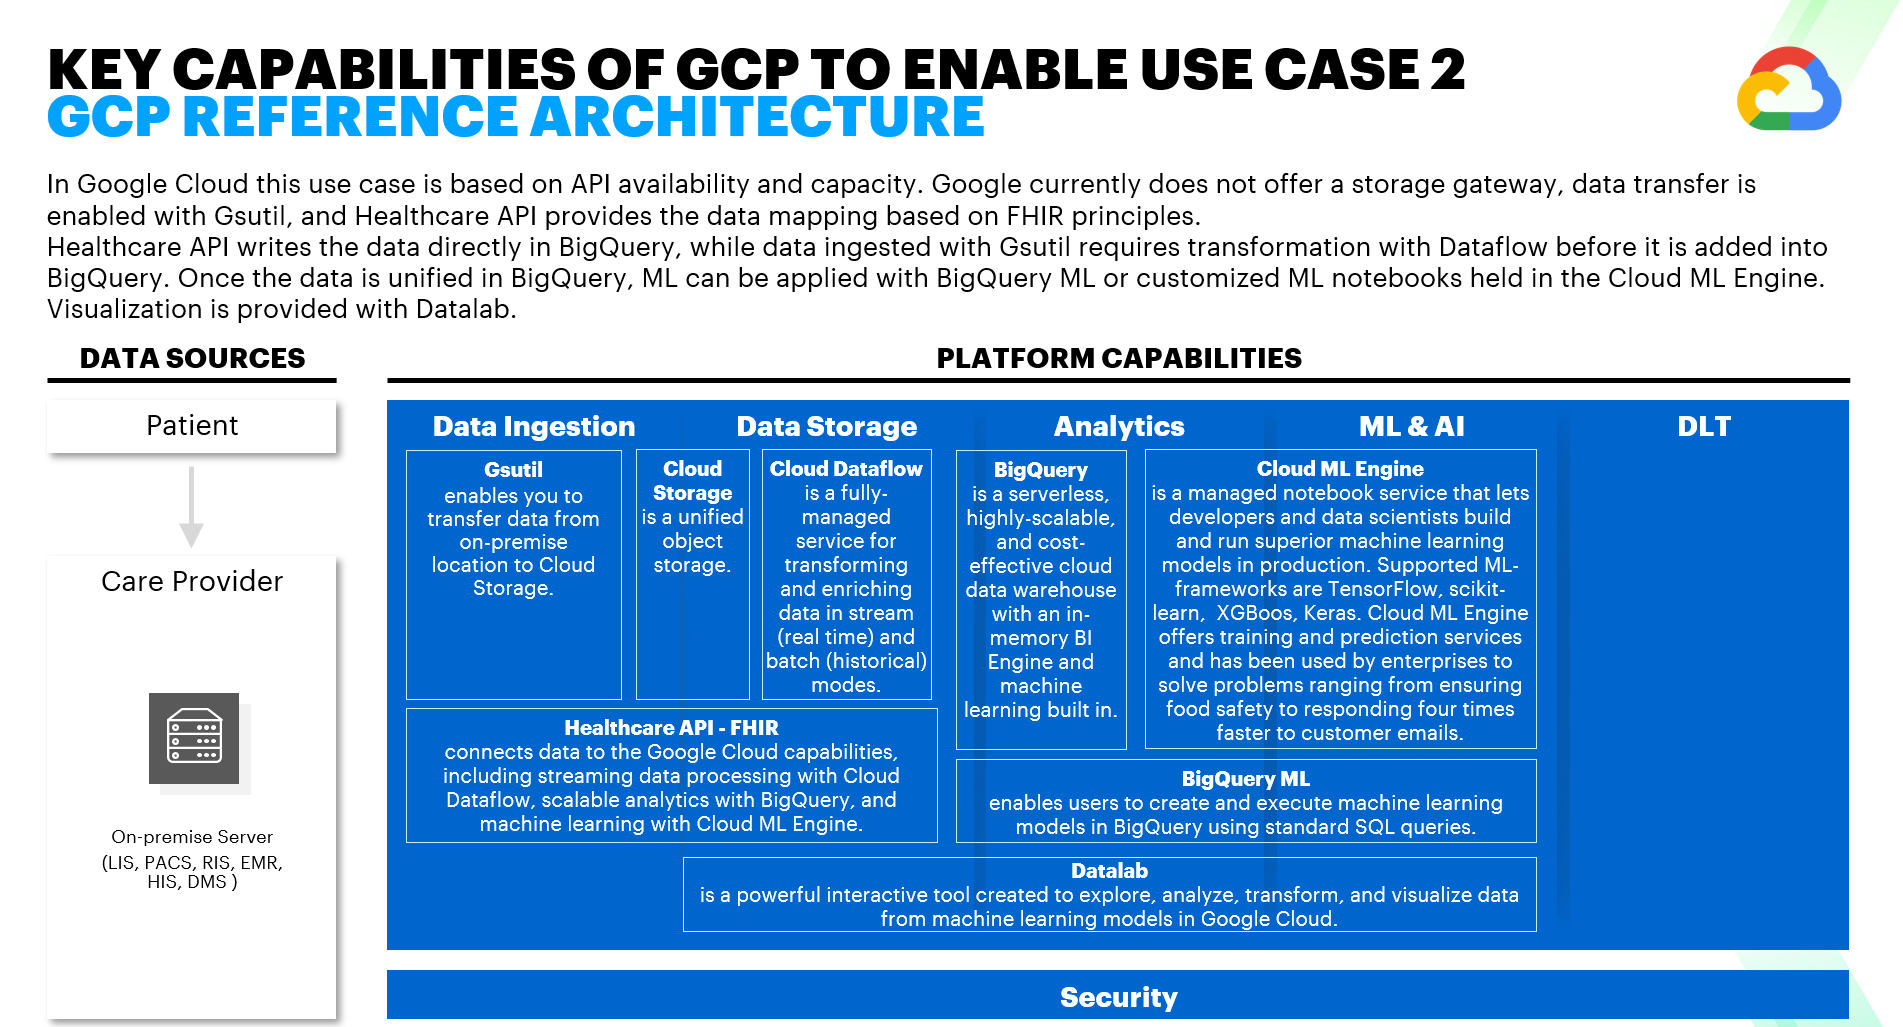 KEY CAPABILITIES OF GCP TO ENABLE USE CASE 2
GCP REFERENCE ARCHITECTURE
In Google Cloud this use case is based on API availability and capacity. Google currently does not offer a storage gateway, data transfer is
enabled with Gsutil, and Healthcare API provides the data mapping based on FHIR principles.
Healthcare API writes the data directly in BigQuery, while data ingested with Gsutil requires transformation with Dataflow before it is added into
BigQuery. Once the data is unified in BigQuery, ML can be applied with BigQuery ML or customized ML notebooks held in the Cloud ML Engine.
Visualization is provided with Datalab.
DATA SOURCES
Patient
Care Provider
On-premise Server
(LIS, PACS, RIS, EMR,
HIS, DMS )
PLATFORM CAPABILITIES
Data Ingestion
Data Storage
Analytics
ML & AI
DLT
Gsutil
enables you to
transfer data from
on-premise
location to Cloud
Storage.
Cloud
Storage
is a unified
object
storage.
Cloud Dataflow
is a fully-
managed
service for
transforming
and enriching
data in stream
(real time) and
batch (historical)
modes.
BigQuery
is a serverless,
highly-scalable,
and cost-
effective cloud
data warehouse
with an in-
memory BI
Engine and
machine
learning built in.
Cloud ML Engine
is a managed notebook service that lets
developers and data scientists build
and run superior machine learning
models in production. Supported ML-
frameworks are TensorFlow, scikit-
learn,  XGBoos, Keras. Cloud ML Engine
offers training and prediction services
and has been used by enterprises to
solve problems ranging from ensuring
food safety to responding four times
faster to customer emails.
Healthcare API - FHIR
connects data to the Google Cloud capabilities,
including streaming data processing with Cloud
Dataflow, scalable analytics with BigQuery, and
machine learning with Cloud ML Engine.
BigQuery ML
enables users to create and execute machine learning
models in BigQuery using standard SQL queries.
Datalab
is a powerful interactive tool created to explore, analyze, transform, and visualize data
from machine learning models in Google Cloud.
Security